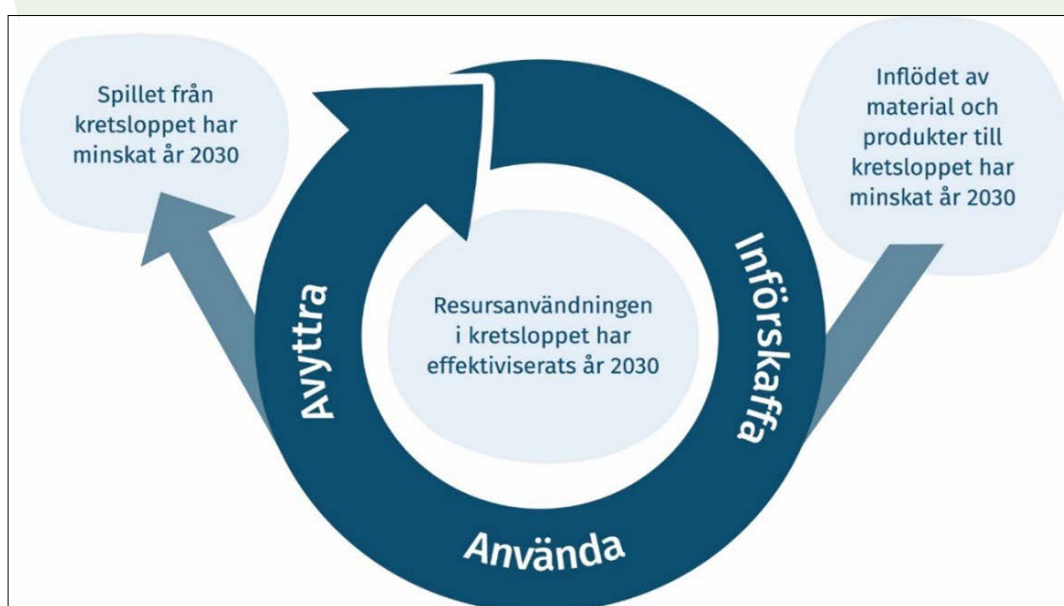 Spillet från
kretsloppet har
minskat år 2030
Inflödet av
material och
produkter till
kretsloppet har
minskat år 2030
Resursanvändningen
i kretsloppet har
effektiviserats år 2030
Införskaffa
Använda
Avyttra